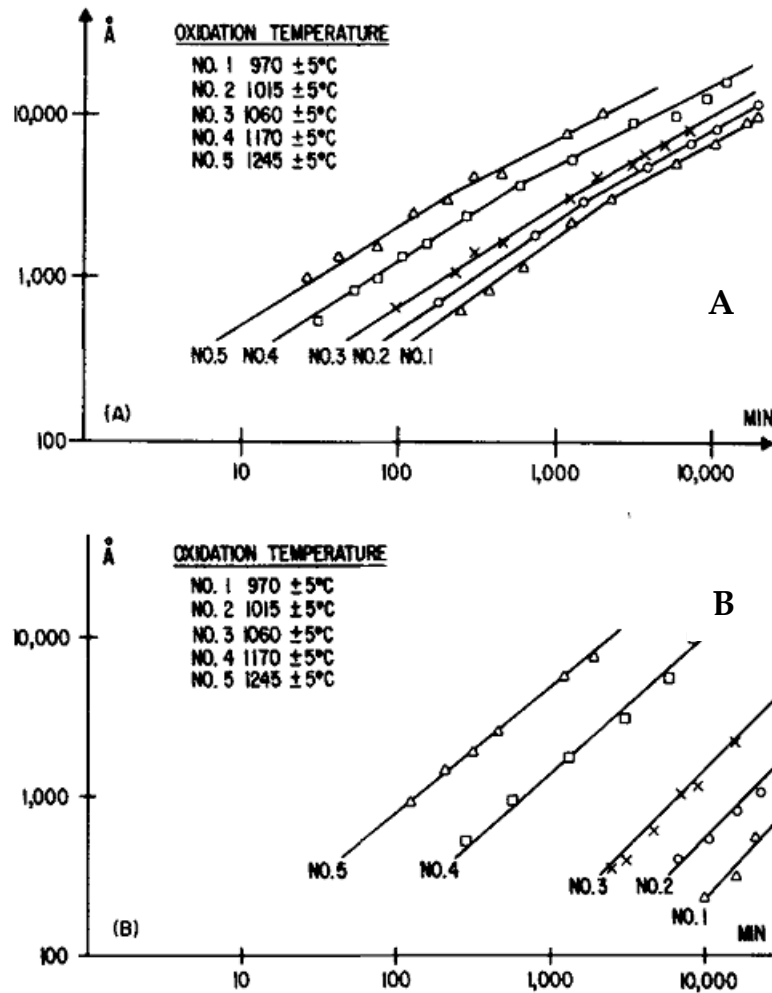 Å
OXIDATION TEMPERATURE
NO. 1 970 ±5°C
NO. 2 1015 ±5°C
NO. 3 1060 ±5°C
NO. 4 1170 ±5°C
NO. 5 1245 ±5°C
10,000
1,000
A
NO.5 NO.4 NO.3 NO.2 NO.1
(A)
MIN
100
10 100 1,000 10,000
Å
OXIDATION TEMPERATURE
NO. 1 970 ±5°C
NO. 2 1015 ±5°C
NO. 3 1060 ±5°C
NO. 4 1170 ±5°C
NO. 5 1245 ±5°C
B
10,000
1,000
NO.5 NO.4 NO.3 NO.2 NO.1
(B)
MIN
100
10 100 1,000 10,000